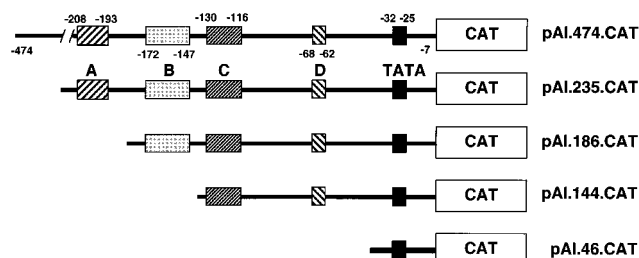 -208 -193 -130 -116 -32 -25
CAT pAI.474.CAT
-474 -172 -147 -68 -62 -7
A B C D TATA
CAT pAI.235.CAT
CAT pAI.186.CAT
CAT pAI.144.CAT
CAT pAI.46.CAT